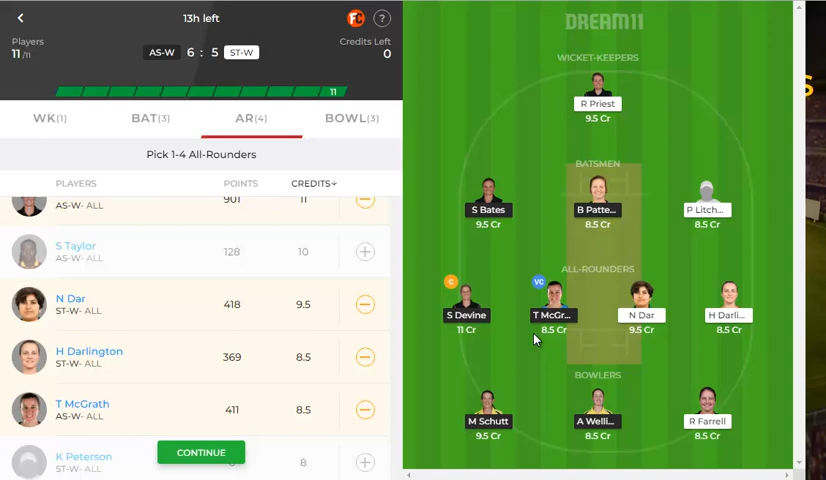 13h left
FC ?
Players
11 /11
AS-W 6 : 5 ST-W
Credits Left
0
11
WK(1) BAT(3) AR(4) BOWL(3)
Pick 1-4 All-Rounders
PLAYERS POINTS CREDITS
AS-W- ALL 901 11
S Taylor
AS-W- ALL
128 10
N Dar
ST-W- ALL
418 9.5
H Darlington
ST-W- ALL
369 8.5
T McGrath
AS-W- ALL
411 8.5
K Peterson
ST-W- ALL
8
CONTINUE
DREAM11
WICKET-KEEPERS
R Priest
9.5 Cr
BATSMEN
S Bates B Patte... P Litch...
9.5 Cr 8.5 Cr 8.5 Cr
ALL-ROUNDERS
C VC
S Devine T McGr... N Dar H Darli...
11 Cr 8.5 Cr 9.5 Cr 8.5 Cr
BOWLERS
M Schutt A Welli... R Farrell
9.5 Cr 8.5 Cr 8.5 Cr
S